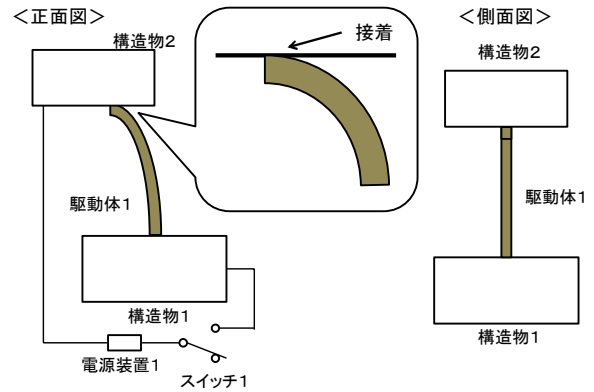 ＜正面図＞
構造物2
接着
駆動体1
構造物1
電源装置1
スイッチ1
＜側面図＞
構造物2
駆動体1
構造物1